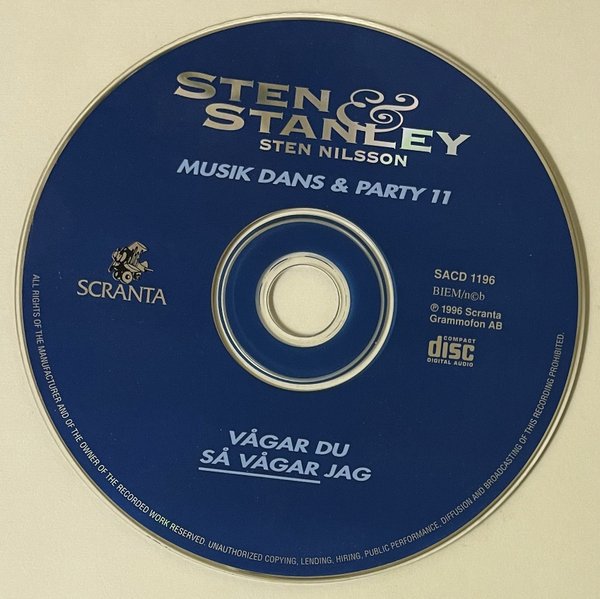 STEN &
STANLEY
STEN NILSSON
MUSIK DANS & PARTY 11
SCRANTA
SACD 1196
BIEM/n©b
℗ 1996 Scranta
Grammofon AB
COMPACT
disc
DIGITAL AUDIO
VÅGAR DU
SÅ VÅGAR JAG
ALL RIGHTS OF THE MANUFACTURER AND OF THE OWNER OF THE RECORDED WORK RESERVED. UNAUTHORIZED COPYING, LENDING, HIRING, PUBLIC PERFORMANCE, DIFFUSION AND BROADCASTING OF THIS RECORDING PROHIBITED.